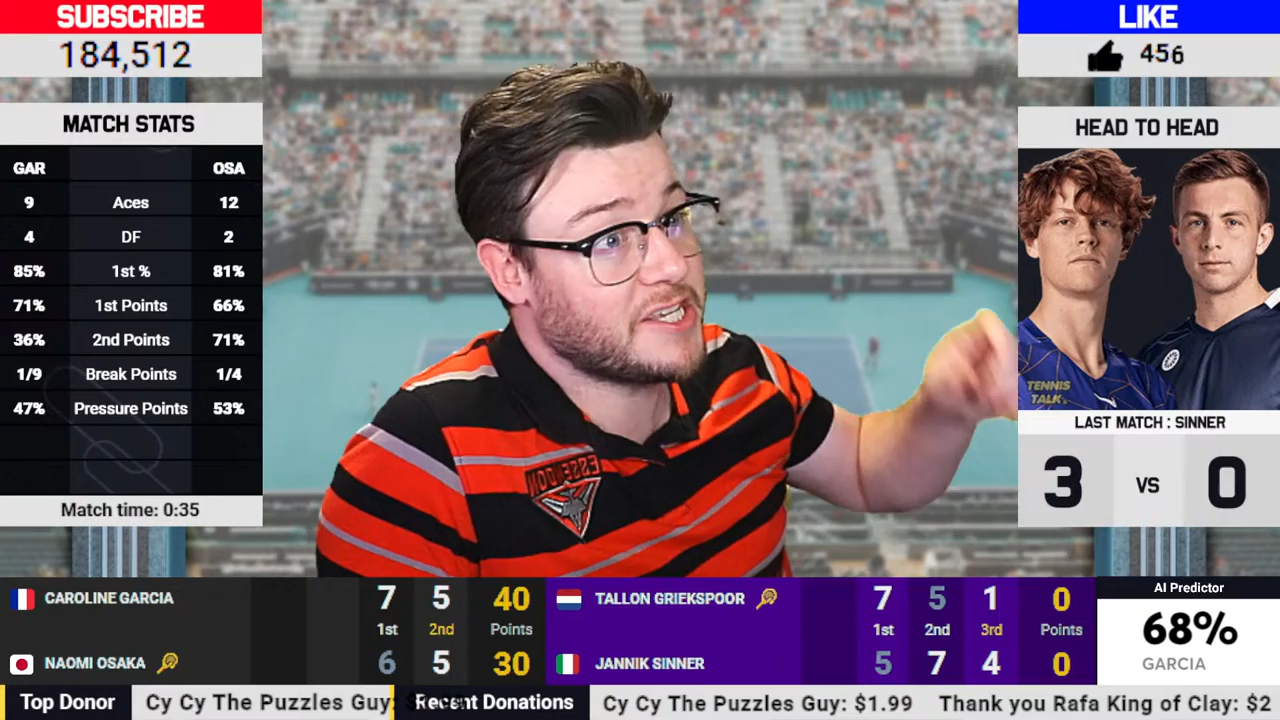 SUBSCRIBE
184,512
MATCH STATS
GAR OSA
9 Aces 12
4 DF 2
85% 1st % 81%
71% 1st Points 66%
36% 2nd Points 71%
1/9 Break Points 1/4
47% Pressure Points 53%
Match time: 0:35
LIKE
456
HEAD TO HEAD
TENNIS
TALK
LAST MATCH : SINNER
3 VS 0
ESSENDON
CAROLINE GARCIA 7 5 40
1st 2nd Points
NAOMI OSAKA 6 5 30
TALLON GRIEKSPOOR 7 5 1 0
1st 2nd 3rd Points
JANNIK SINNER 5 7 4 0
AI Predictor
68%
GARCIA
Top Donor Cy Cy The Puzzles Guy:
Recent Donations Cy Cy The Puzzles Guy: $1.99 Thank you Rafa King of Clay: $2